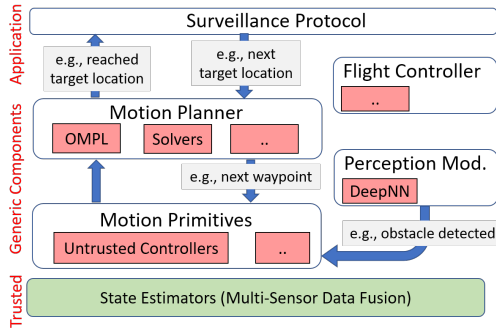 Application
Surveillance Protocol
e.g., reached
target location
e.g., next
target location
Flight Controller
..
Generic Components
Motion Planner
OMPL
Solvers
..
e.g., next waypoint
Perception Mod.
DeepNN
e.g., obstacle detected
Motion Primitives
Untrusted Controllers
..
Trusted
State Estimators (Multi-Sensor Data Fusion)